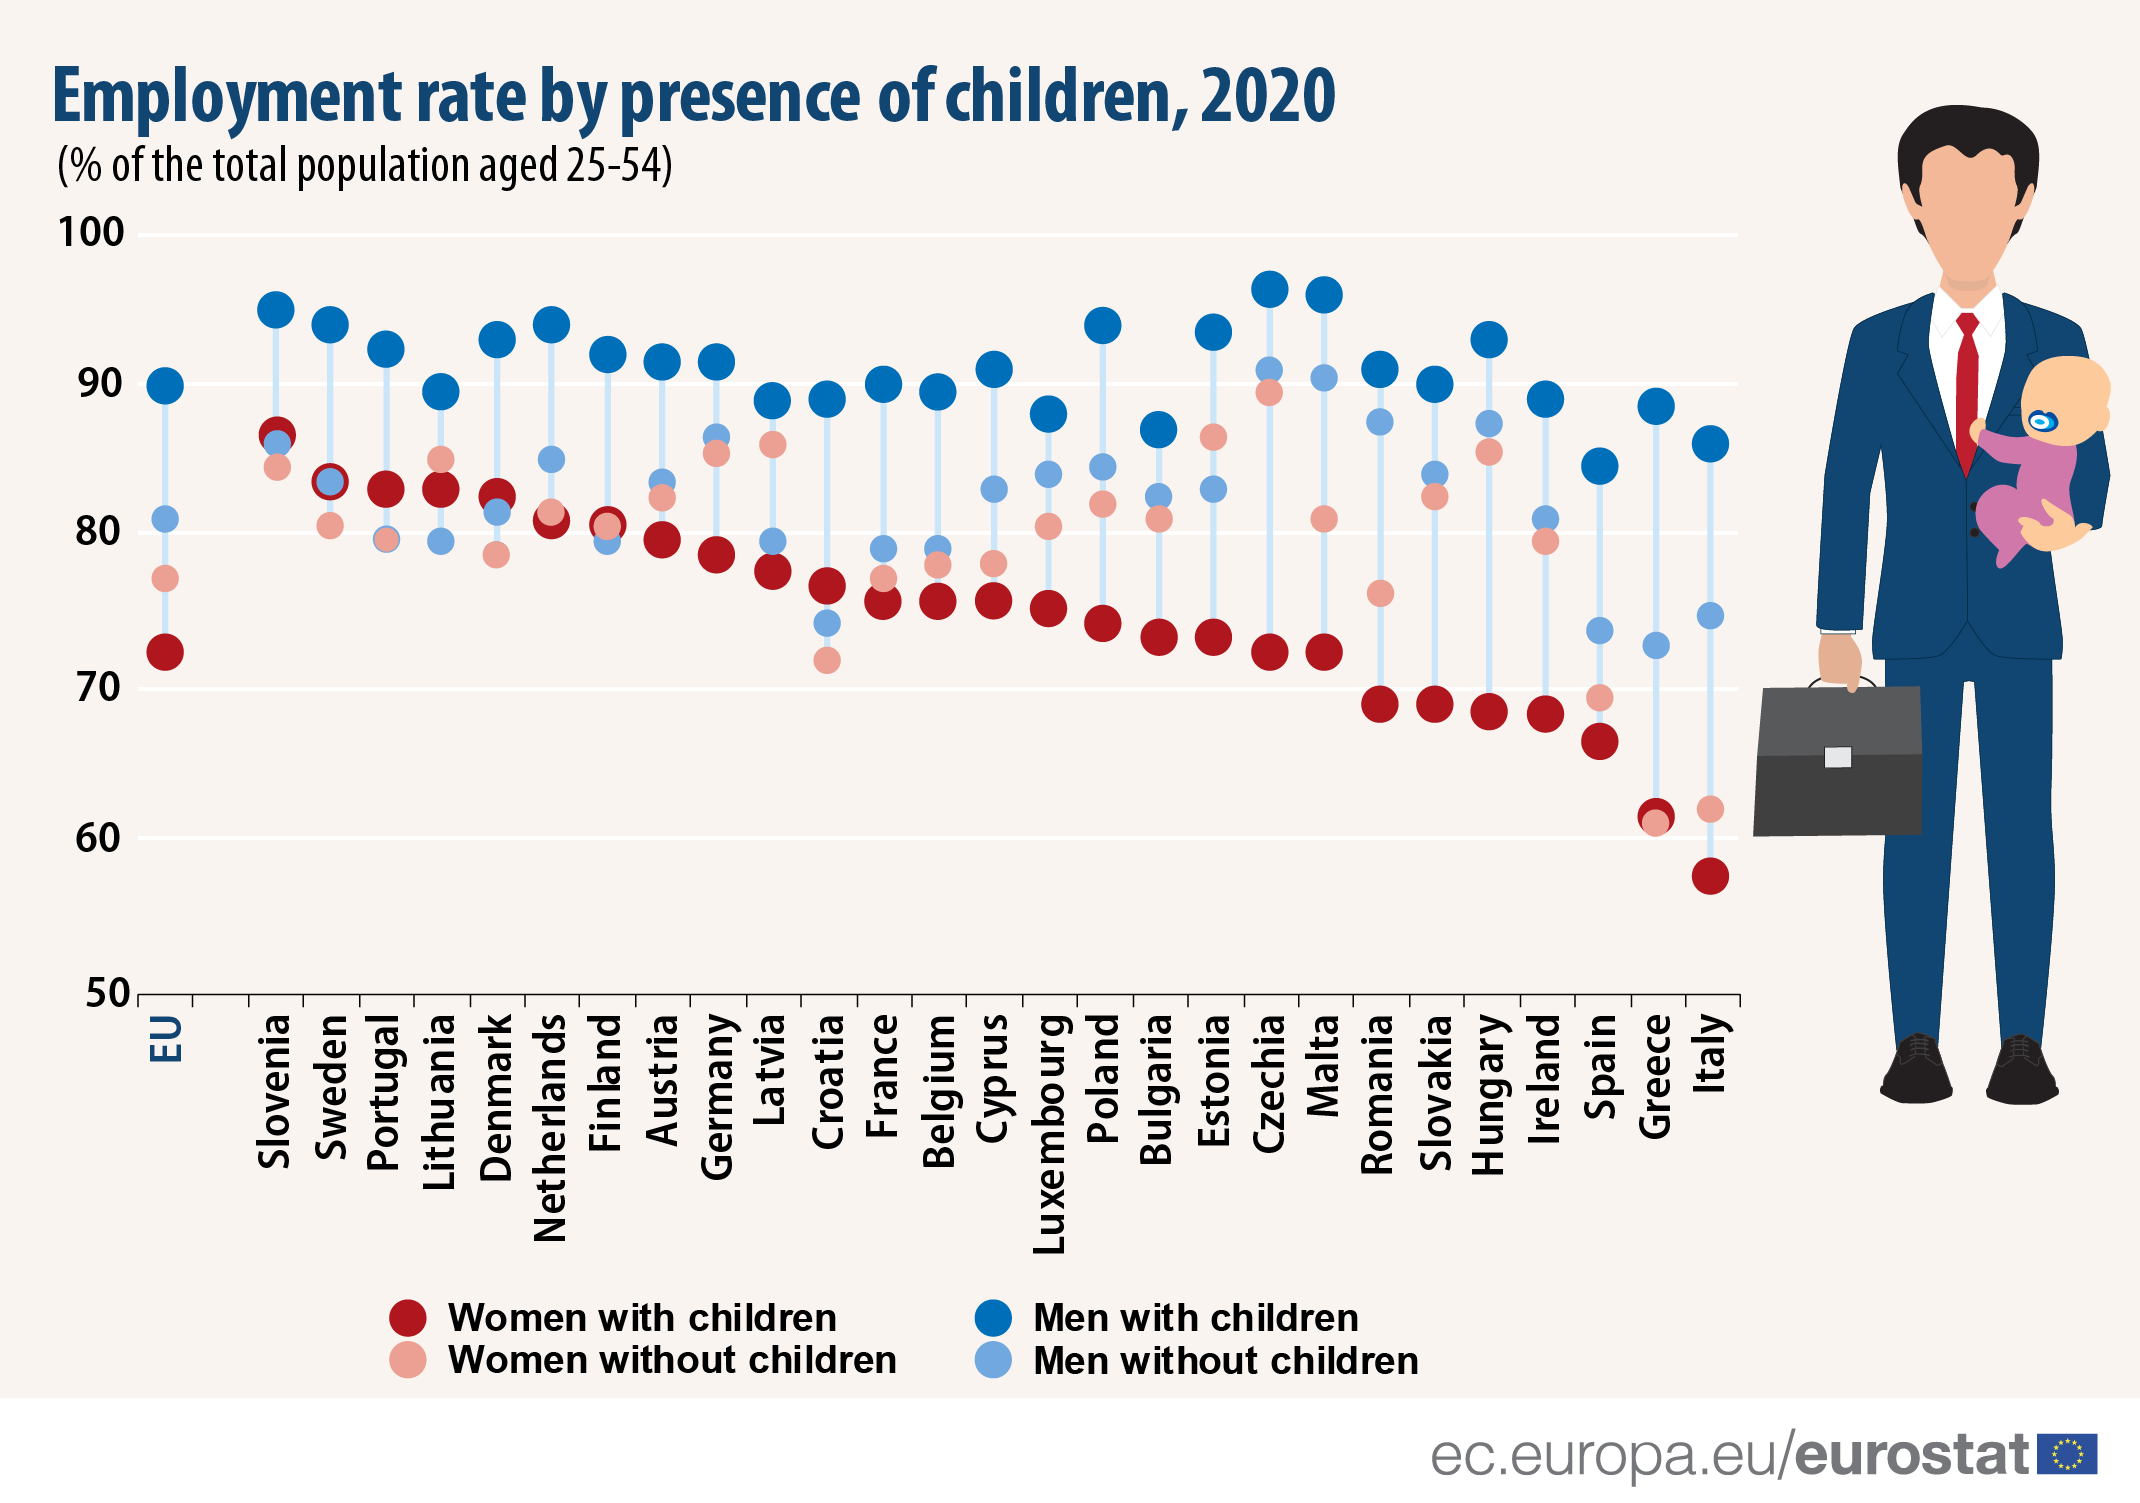 Employment rate by presence of children, 2020
(% of the total population aged 25-54)
100
90
80
70
60
50
EU
Slovenia
Sweden
Portugal
Lithuania
Denmark
Netherlands
Finland
Austria
Germany
Latvia
Croatia
France
Belgium
Cyprus
Luxembourg
Poland
Bulgaria
Estonia
Czechia
Malta
Romania
Slovakia
Hungary
Ireland
Spain
Greece
Italy
Women with children
Men with children
Women without children
Men without children
ec.europa.eu/eurostat